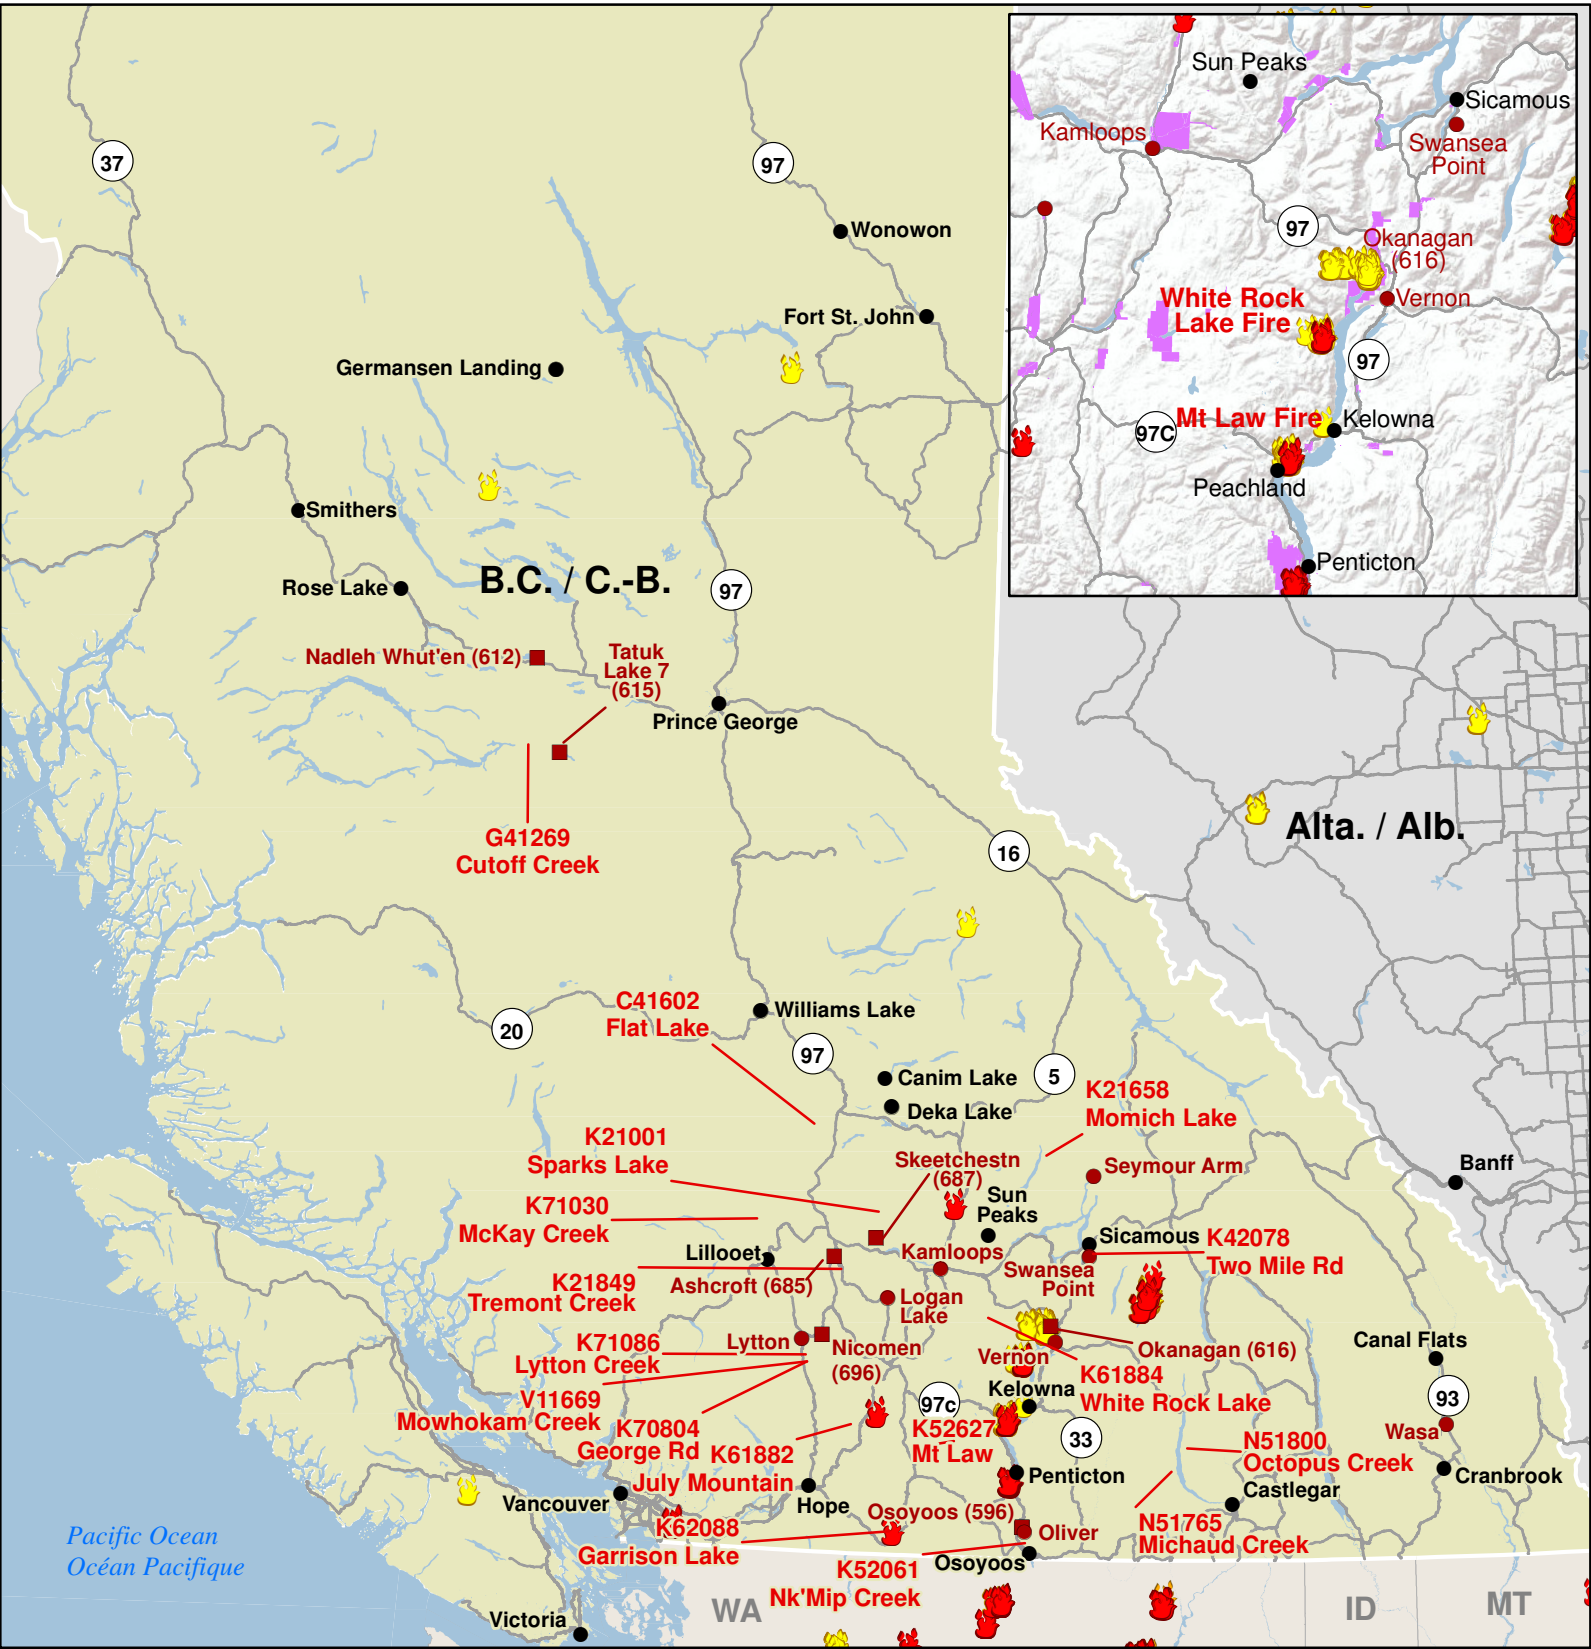 37
97
Wonowon
Fort St. John
Germansen Landing
Smithers
Rose Lake
B.C. / C.-B.
97
Nadleh Whut'en (612)
Tatuk
Lake 7
(615)
Prince George
G41269
Cutoff Creek
16
Alta. / Alb.
Sun Peaks
Sicamous
Kamloops
Swansea
Point
97
Okanagan
(616)
White Rock
Lake Fire
Vernon
97
Mt Law Fire
97C
Kelowna
Peachland
Penticton
C41602
Flat Lake
20
Williams Lake
97
Canim Lake
Deka Lake
5
K21658
Momich Lake
K21001
Sparks Lake
Skeetchestn
(687)
Seymour Arm
Banff
K71030
McKay Creek
Sun
Peaks
Lillooet
Sicamous
K42078
Two Mile Rd
Kamloops
Swansea
Point
K21849
Tremont Creek
Ashcroft (685)
Logan
Lake
K71086
Lytton Creek
Lytton
Nicomen
(696)
Vernon
Okanagan (616)
Canal Flats
K61884
White Rock Lake
V11669
Mowhokam Creek
Kelowna
97c
93
K70804
George Rd
K61882
July Mountain
K52627
Mt Law
33
Wasa
N51800
Octopus Creek
Penticton
Cranbrook
Castlegar
Vancouver
Hope
Osoyoos (596)
Oliver
N51765
Michaud Creek
K62088
Garrison Lake
Osoyoos
K52061
Nk'Mip Creek
Pacific Ocean
Océan Pacifique
Victoria
WA
ID
MT